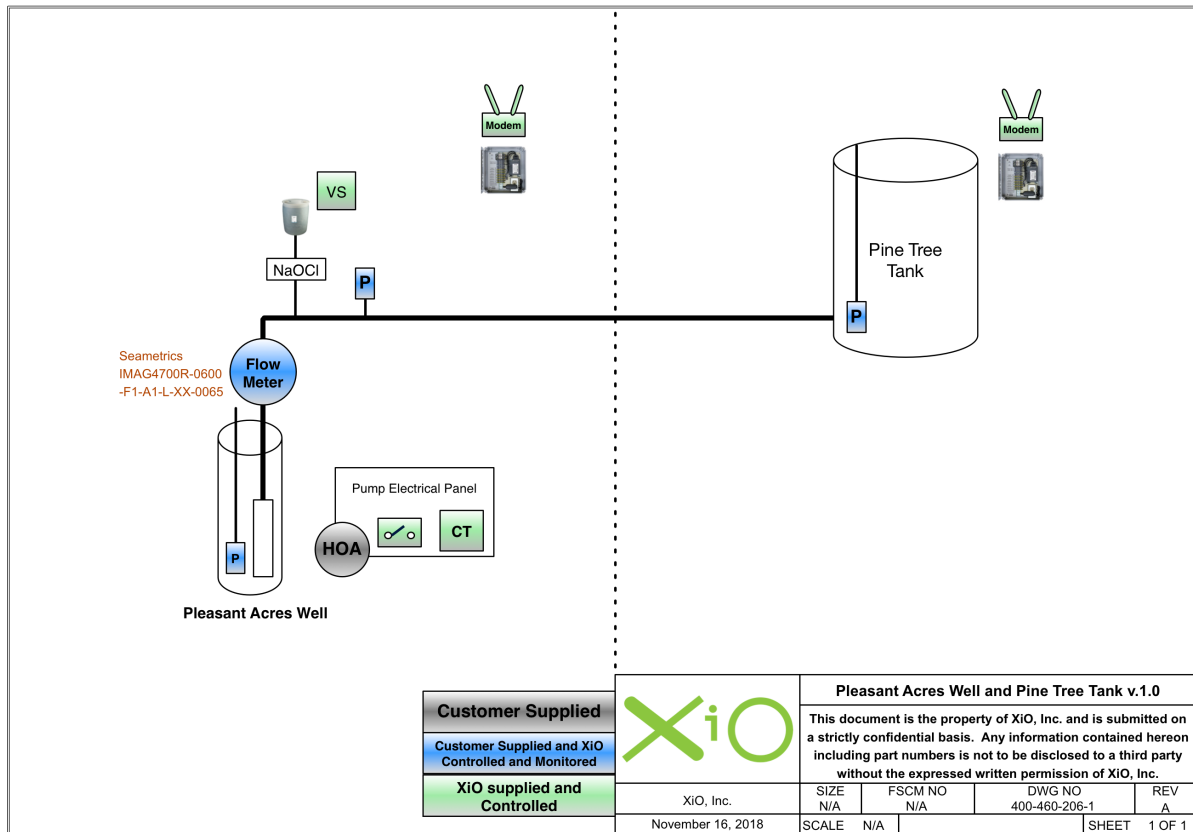 Modem
Modem
VS
NaOCl
P
Pine Tree
Tank
P
Seametrics
IMAG4700R-0600
-F1-A1-L-XX-0065
Flow
Meter
Pump Electrical Panel
CT
HOA
P
Pleasant Acres Well
Customer Supplied
Customer Supplied and XiO
Controlled and Monitored
XiO supplied and
Controlled
XiO
Pleasant Acres Well and Pine Tree Tank v.1.0
This document is the property of XiO, Inc. and is submitted on
a strictly confidential basis. Any information contained hereon
including part numbers is not to be disclosed to a third party
without the expressed written permission of XiO, Inc.
XiO, Inc.
SIZE
N/A
FSCM NO
N/A
DWG NO
400-460-206-1
REV
A
November 16, 2018
SCALE N/A
SHEET 1 OF 1